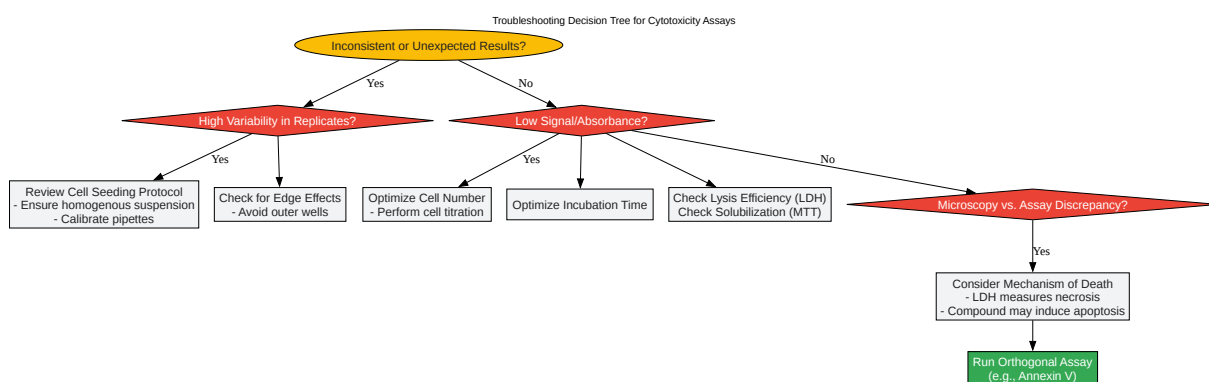 Troubleshooting Decision Tree for Cytotoxicity Assays
Inconsistent or Unexpected Results?
Yes
No
High Variability in Replicates?
Low Signal/Absorbance?
Yes
Yes
No
Review Cell Seeding Protocol
- Ensure homogenous suspension
- Calibrate pipettes
Check for Edge Effects
- Avoid outer wells
Optimize Cell Number
- Perform cell titration
Optimize Incubation Time
Check Lysis Efficiency (LDH)
Check Solubilization (MTT)
Microscopy vs. Assay Discrepancy?
Yes
Consider Mechanism of Death
- LDH measures necrosis
- Compound may induce apoptosis
Run Orthogonal Assay
(e.g., Annexin V)